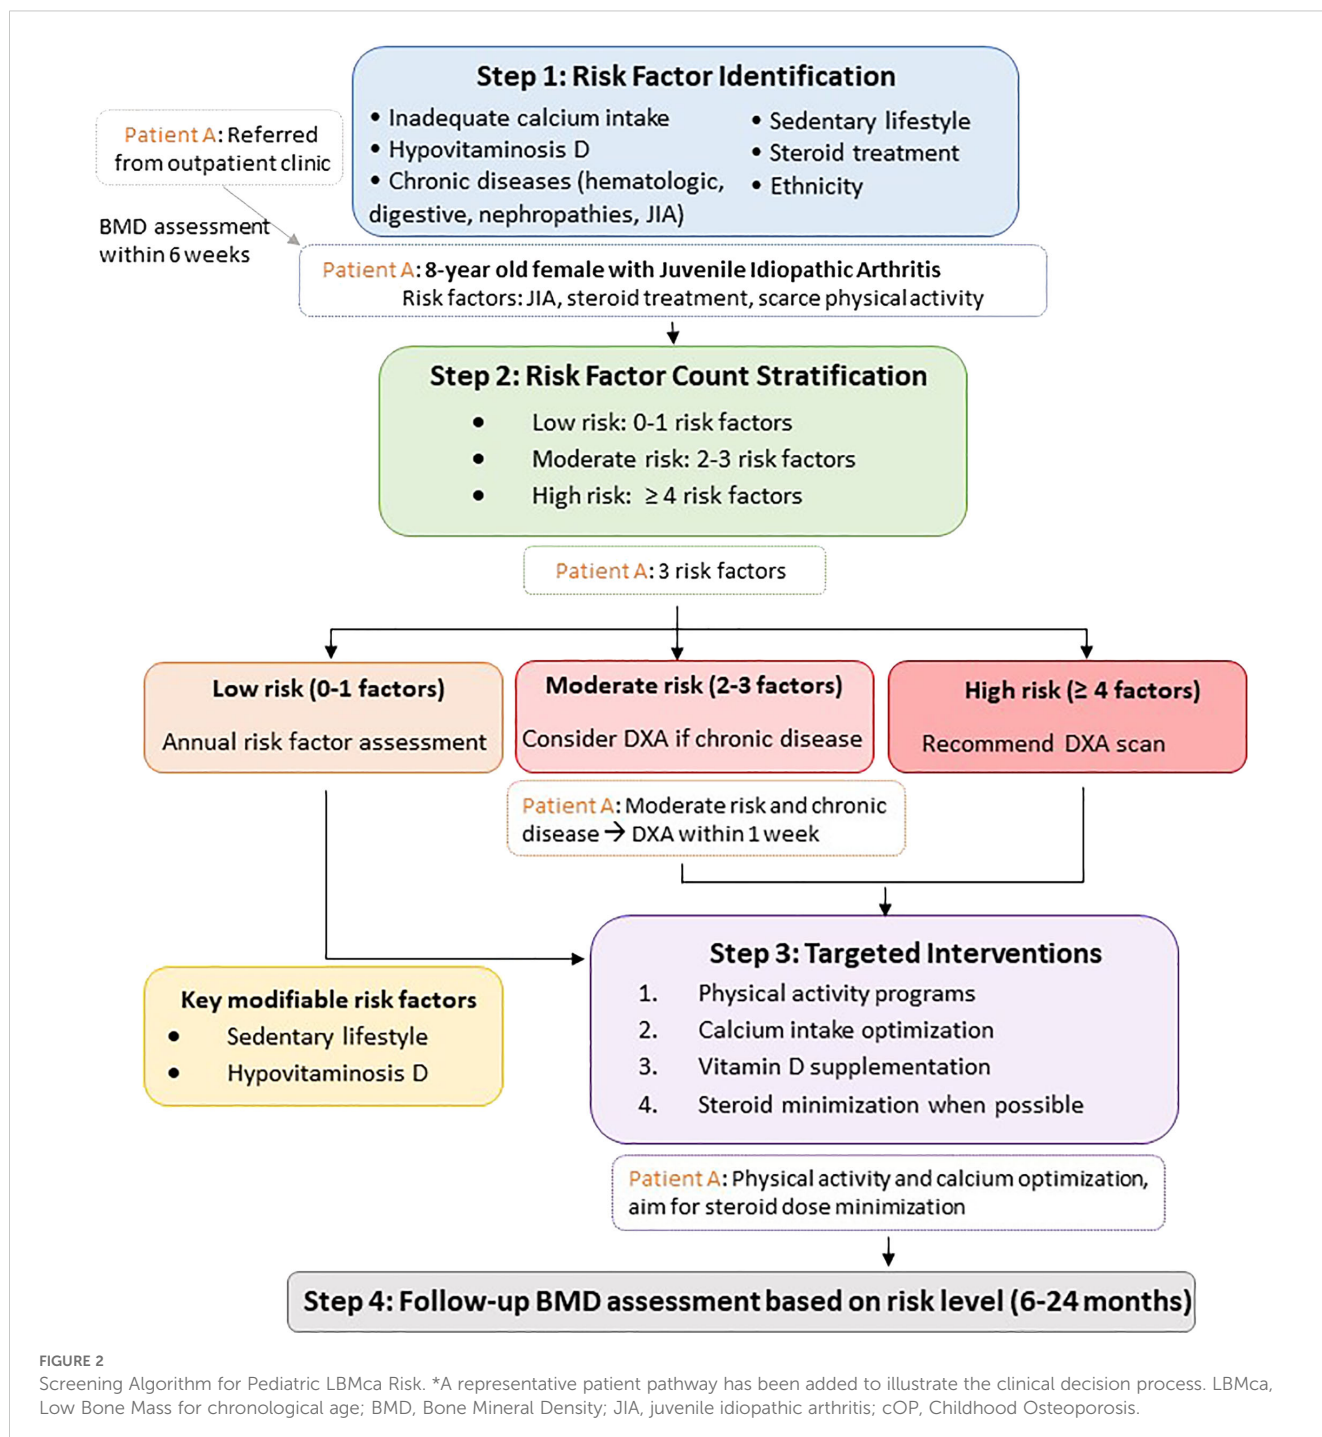 Step 1: Risk Factor Identification
• Inadequate calcium intake
• Hypovitaminosis D
• Chronic diseases (hematologic,
digestive, nephropathies, JIA)
• Sedentary lifestyle
• Steroid treatment
• Ethnicity
Patient A: Referred
from outpatient clinic
BMD assessment
within 6 weeks
Patient A: 8-year old female with Juvenile Idiopathic Arthritis
Risk factors: JIA, steroid treatment, scarce physical activity
Step 2: Risk Factor Count Stratification
• Low risk: 0-1 risk factors
• Moderate risk: 2-3 risk factors
• High risk: ≥ 4 risk factors
Patient A: 3 risk factors
Low risk (0-1 factors)
Annual risk factor assessment
Moderate risk (2-3 factors)
Consider DXA if chronic disease
High risk (≥ 4 factors)
Recommend DXA scan
Patient A: Moderate risk and chronic
disease → DXA within 1 week
Step 3: Targeted Interventions
1. Physical activity programs
2. Calcium intake optimization
3. Vitamin D supplementation
4. Steroid minimization when possible
Key modifiable risk factors
• Sedentary lifestyle
• Hypovitaminosis D
Patient A: Physical activity and calcium optimization,
aim for steroid dose minimization
Step 4: Follow-up BMD assessment based on risk level (6-24 months)
FIGURE 2
Screening Algorithm for Pediatric LBMca Risk. *A representative patient pathway has been added to illustrate the clinical decision process. LBMca,
Low Bone Mass for chronological age; BMD, Bone Mineral Density; JIA, juvenile idiopathic arthritis; cOP, Childhood Osteoporosis.